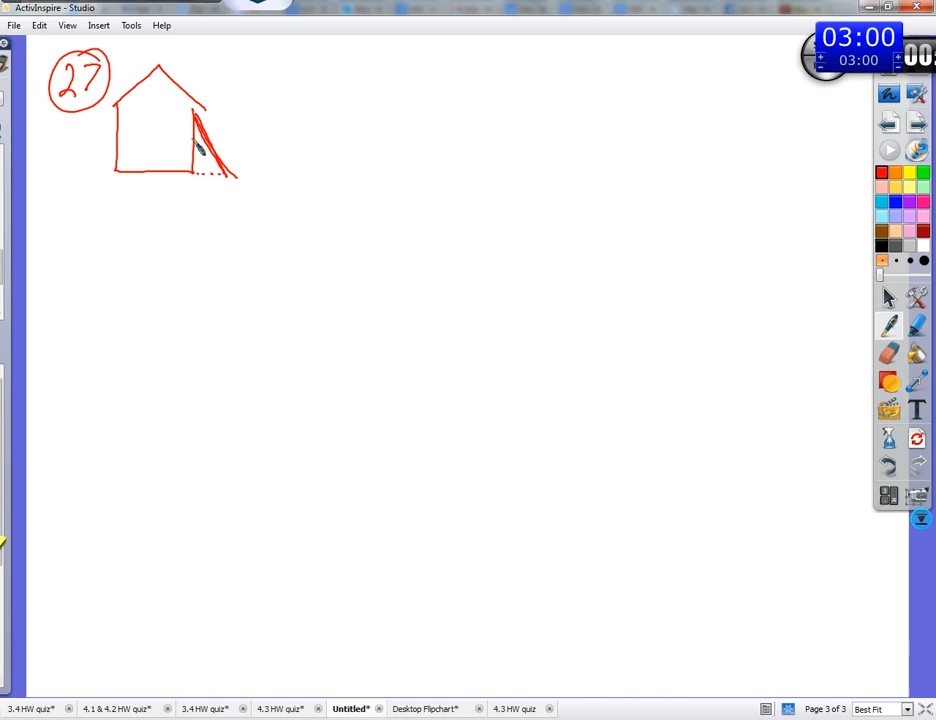 ActivInspire - Studio
File Edit View Insert Tools Help
03:00
03:00
27
T
3.4 HW quiz* 4.1 & 4.2 HW quiz* 3.4 HW quiz* 4.3 HW quiz* Untitled* Desktop Flipchart* 4.3 HW quiz Page 3 of 3 Best Fit